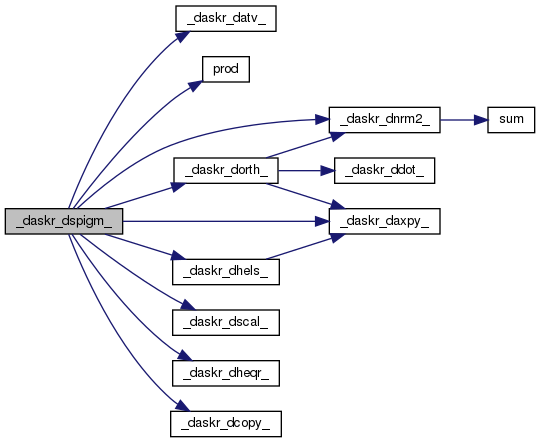 _daskr_datv_
prod
_daskr_dnrm2_
sum
_daskr_dorth_
_daskr_ddot_
_daskr_dspigm_
_daskr_daxpy_
_daskr_dhels_
_daskr_dscal_
_daskr_dheqr_
_daskr_dcopy_